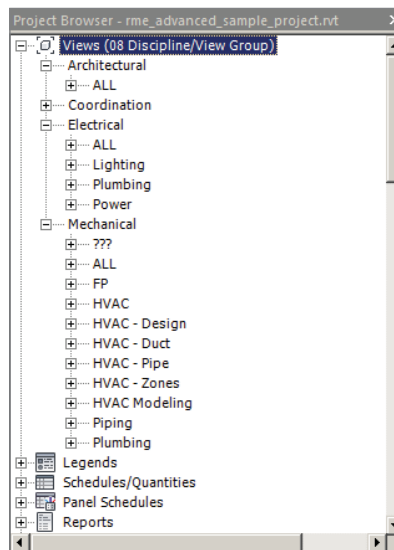 Project Browser - rme_advanced_sample_project.rvt
Views (08 Discipline/View Group)
Architectural
ALL
Coordination
Electrical
ALL
Lighting
Plumbing
Power
Mechanical
???
ALL
FP
HVAC
HVAC - Design
HVAC - Duct
HVAC - Pipe
HVAC - Zones
HVAC Modeling
Piping
Plumbing
Legends
Schedules/Quantities
Panel Schedules
Reports